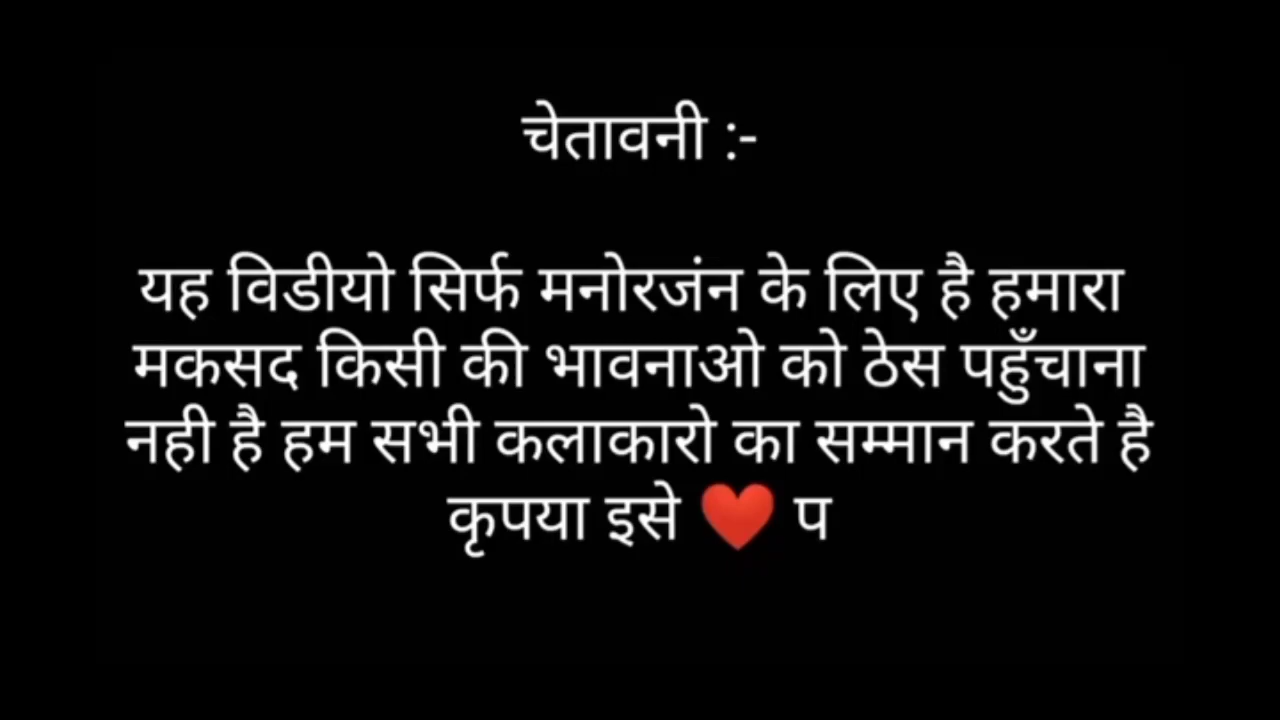 चेतावनी :-
यह विडीयो सिर्फ मनोरजंन के लिए है हमारा
मकसद किसी की भावनाओ को ठेस पहुँचाना
नही है हम सभी कलाकारो का सम्मान करते है
कृपया इसे ❤️ प